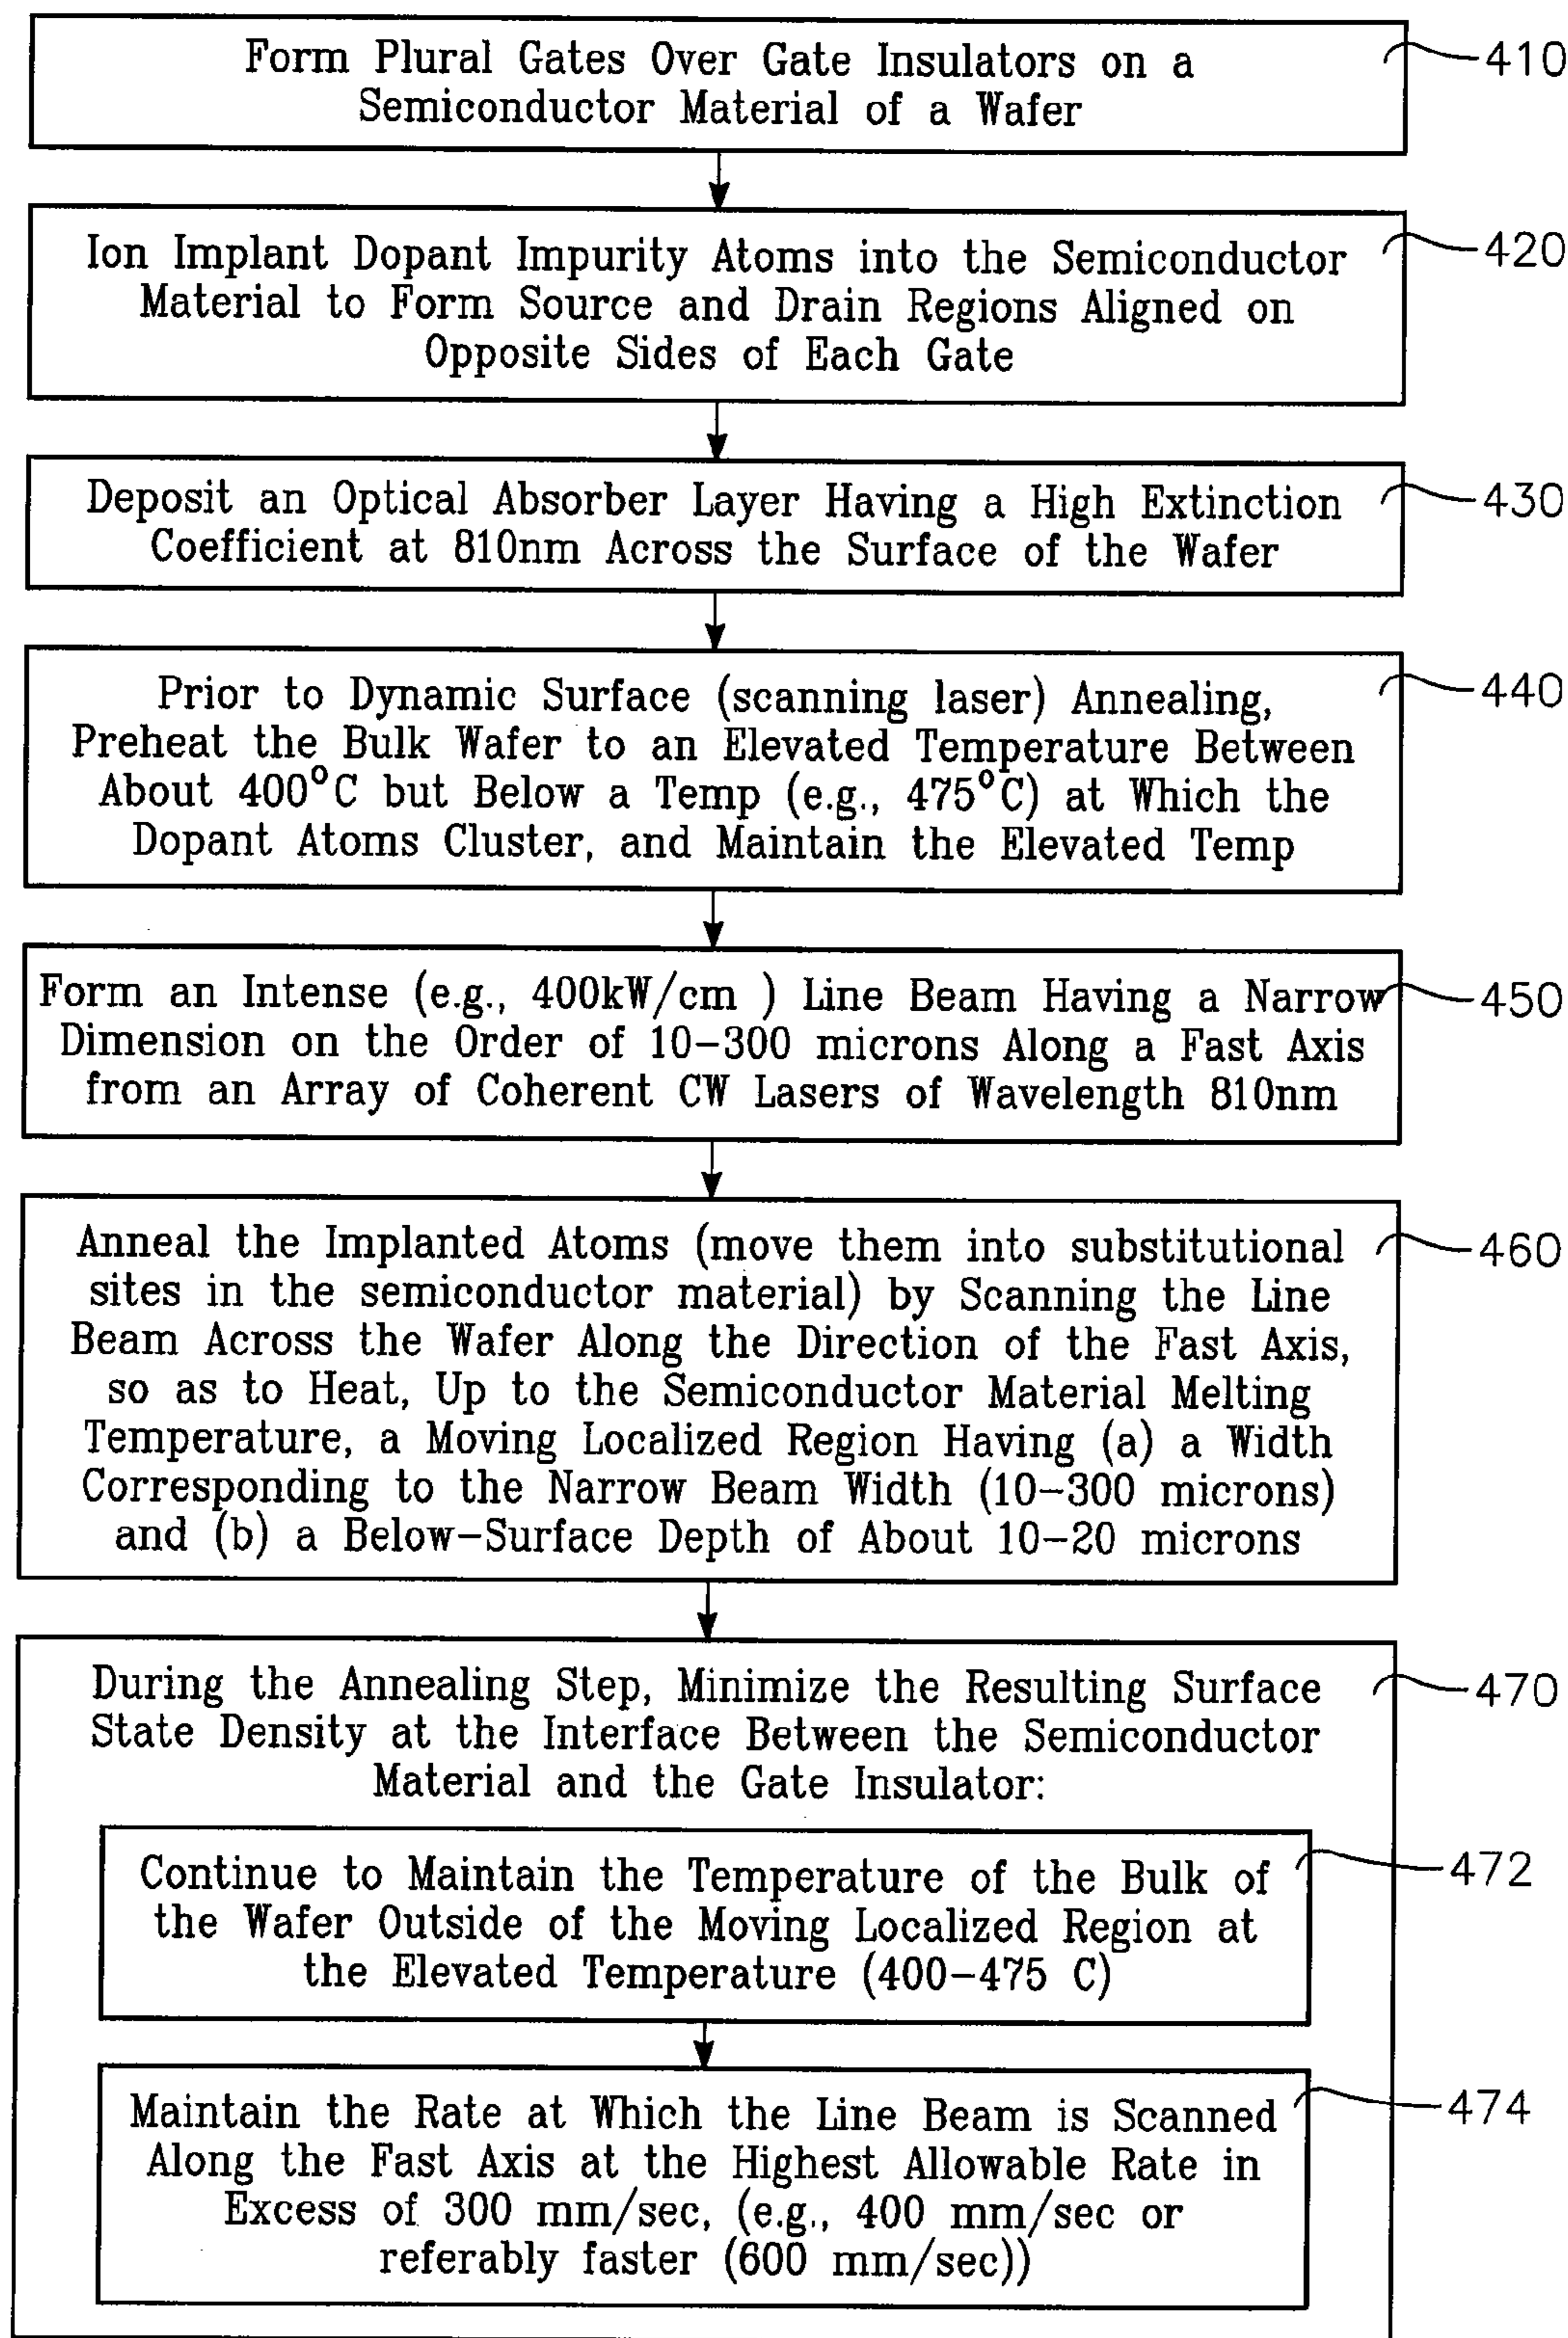 Form Plural Gates Over Gate Insulators on a
Semiconductor Material of a Wafer
410
Ion Implant Dopant Impurity Atoms into the Semiconductor
Material to Form Source and Drain Regions Aligned on
Opposite Sides of Each Gate
420
Deposit an Optical Absorber Layer Having a High Extinction
Coefficient at 810nm Across the Surface of the Wafer
430
Prior to Dynamic Surface (scanning laser) Annealing,
Preheat the Bulk Wafer to an Elevated Temperature Between
About 400°C but Below a Temp (e.g., 475°C) at Which the
Dopant Atoms Cluster, and Maintain the Elevated Temp
440
Form an Intense (e.g., 400kW/cm ) Line Beam Having a Narrow
Dimension on the Order of 10-300 microns Along a Fast Axis
from an Array of Coherent CW Lasers of Wavelength 810nm
450
Anneal the Implanted Atoms (move them into substitutional
sites in the semiconductor material) by Scanning the Line
Beam Across the Wafer Along the Direction of the Fast Axis,
so as to Heat, Up to the Semiconductor Material Melting
Temperature, a Moving Localized Region Having (a) a Width
Corresponding to the Narrow Beam Width (10-300 microns)
and (b) a Below-Surface Depth of About 10-20 microns
460
During the Annealing Step, Minimize the Resulting Surface
State Density at the Interface Between the Semiconductor
Material and the Gate Insulator:
470
Continue to Maintain the Temperature of the Bulk of
the Wafer Outside of the Moving Localized Region at
the Elevated Temperature (400-475 C)
472
Maintain the Rate at Which the Line Beam is Scanned
Along the Fast Axis at the Highest Allowable Rate in
Excess of 300 mm/sec, (e.g., 400 mm/sec or
referably faster (600 mm/sec))
474